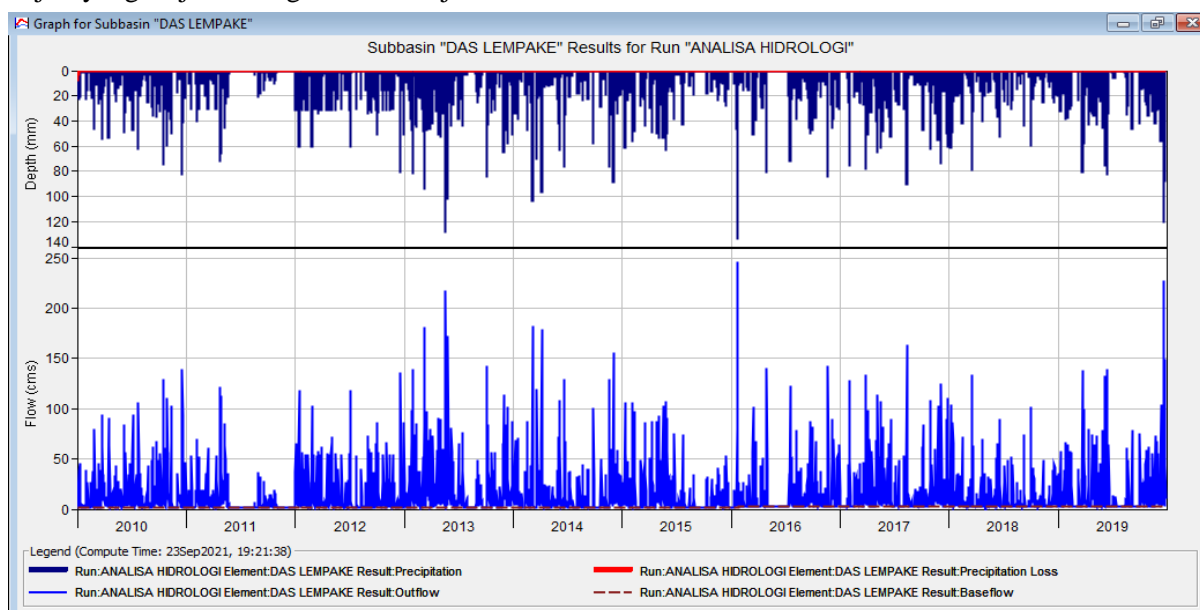 Graph for Subbasin "DAS LEMPAKE"
Subbasin "DAS LEMPAKE" Results for Run "ANALISA HIDROLOGI"
Depth (mm)
0
20
40
60
80
100
120
140
Flow (cms)
250
200
150
100
50
0
2010 2011 2012 2013 2014 2015 2016 2017 2018 2019
Legend (Compute Time: 23Sep2021, 19:21:38)
Run:ANALISA HIDROLOGI Element:DAS LEMPAKE Result:Precipitation
Run:ANALISA HIDROLOGI Element:DAS LEMPAKE Result:Precipitation Loss
Run:ANALISA HIDROLOGI Element:DAS LEMPAKE Result:Outflow
Run:ANALISA HIDROLOGI Element:DAS LEMPAKE Result:Baseflow